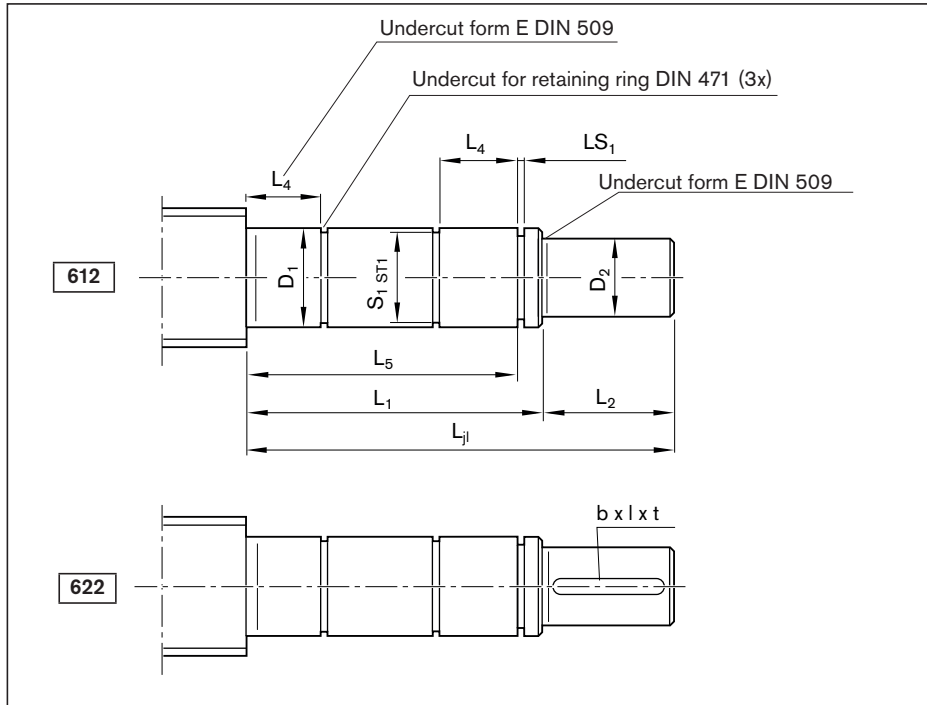 Undercut form E DIN 509
Undercut for retaining ring DIN 471 (3x)
L4
LS1
L4
Undercut form E DIN 509
612
D1
S1 ST1
D2
L5
L1
L2
Ljl
b x l x t
622